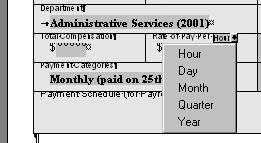 Department¶
→Administrative Services (2001)¤
Total·Compensation¶
$°°°°°¤
Rate·of·Pay·Per·Hour
$
Hour
Day
Month
Quarter
Year
Payment·Categories¶
Monthly (paid on 25th
Payment·Schedule·(for·Payr